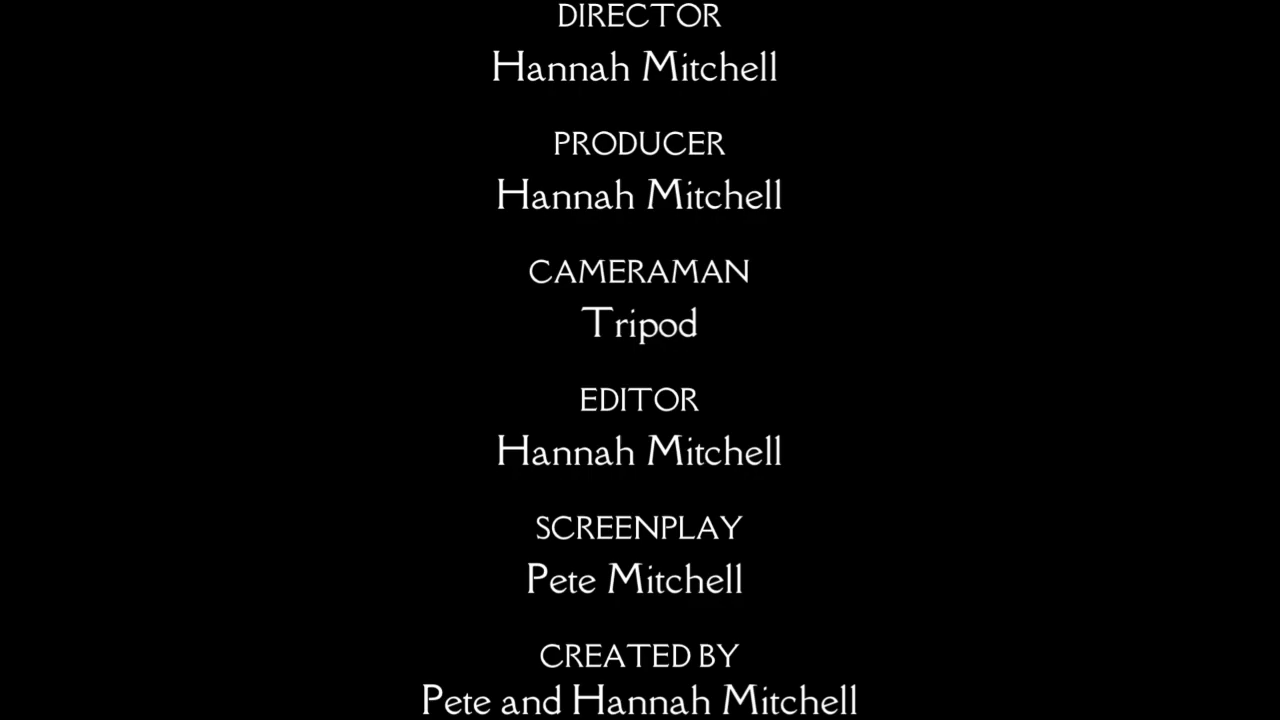 DIRECTOR
Hannah Mitchell
PRODUCER
Hannah Mitchell
CAMERAMAN
Tripod
EDITOR
Hannah Mitchell
SCREENPLAY
Pete Mitchell
CREATED BY
Pete and Hannah Mitchell